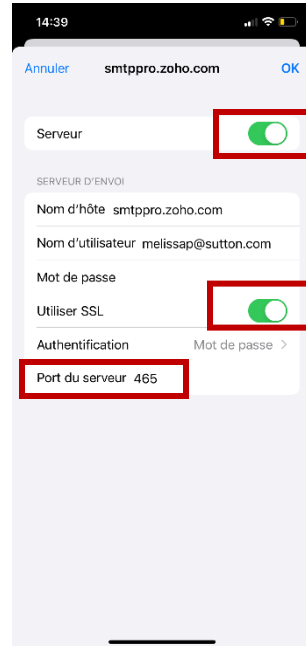 14:39
Annuler smtppro.zoho.com OK
Serveur
SERVEUR D'ENVOI
Nom d'hôte smtppro.zoho.com
Nom d'utilisateur melissap@sutton.com
Mot de passe
Utiliser SSL
Authentification Mot de passe >
Port du serveur 465